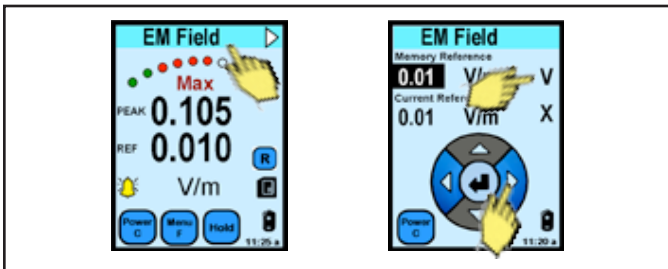 EM Field
Max
PEAK 0.105
REF 0.010
R
V/m
Power C
Menu F
Hold
11:25 a
EM Field
Memory Reference
0.01 V V
Current Refer
0.01 V/m X
Power C
11:20 a